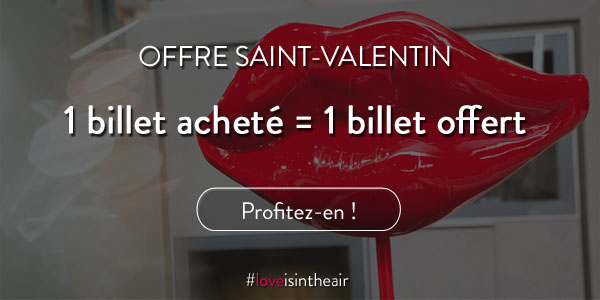 OFFRE SAINT-VALENTIN
1 billet acheté = 1 billet offert
Profitez-en !
#loveisintheair